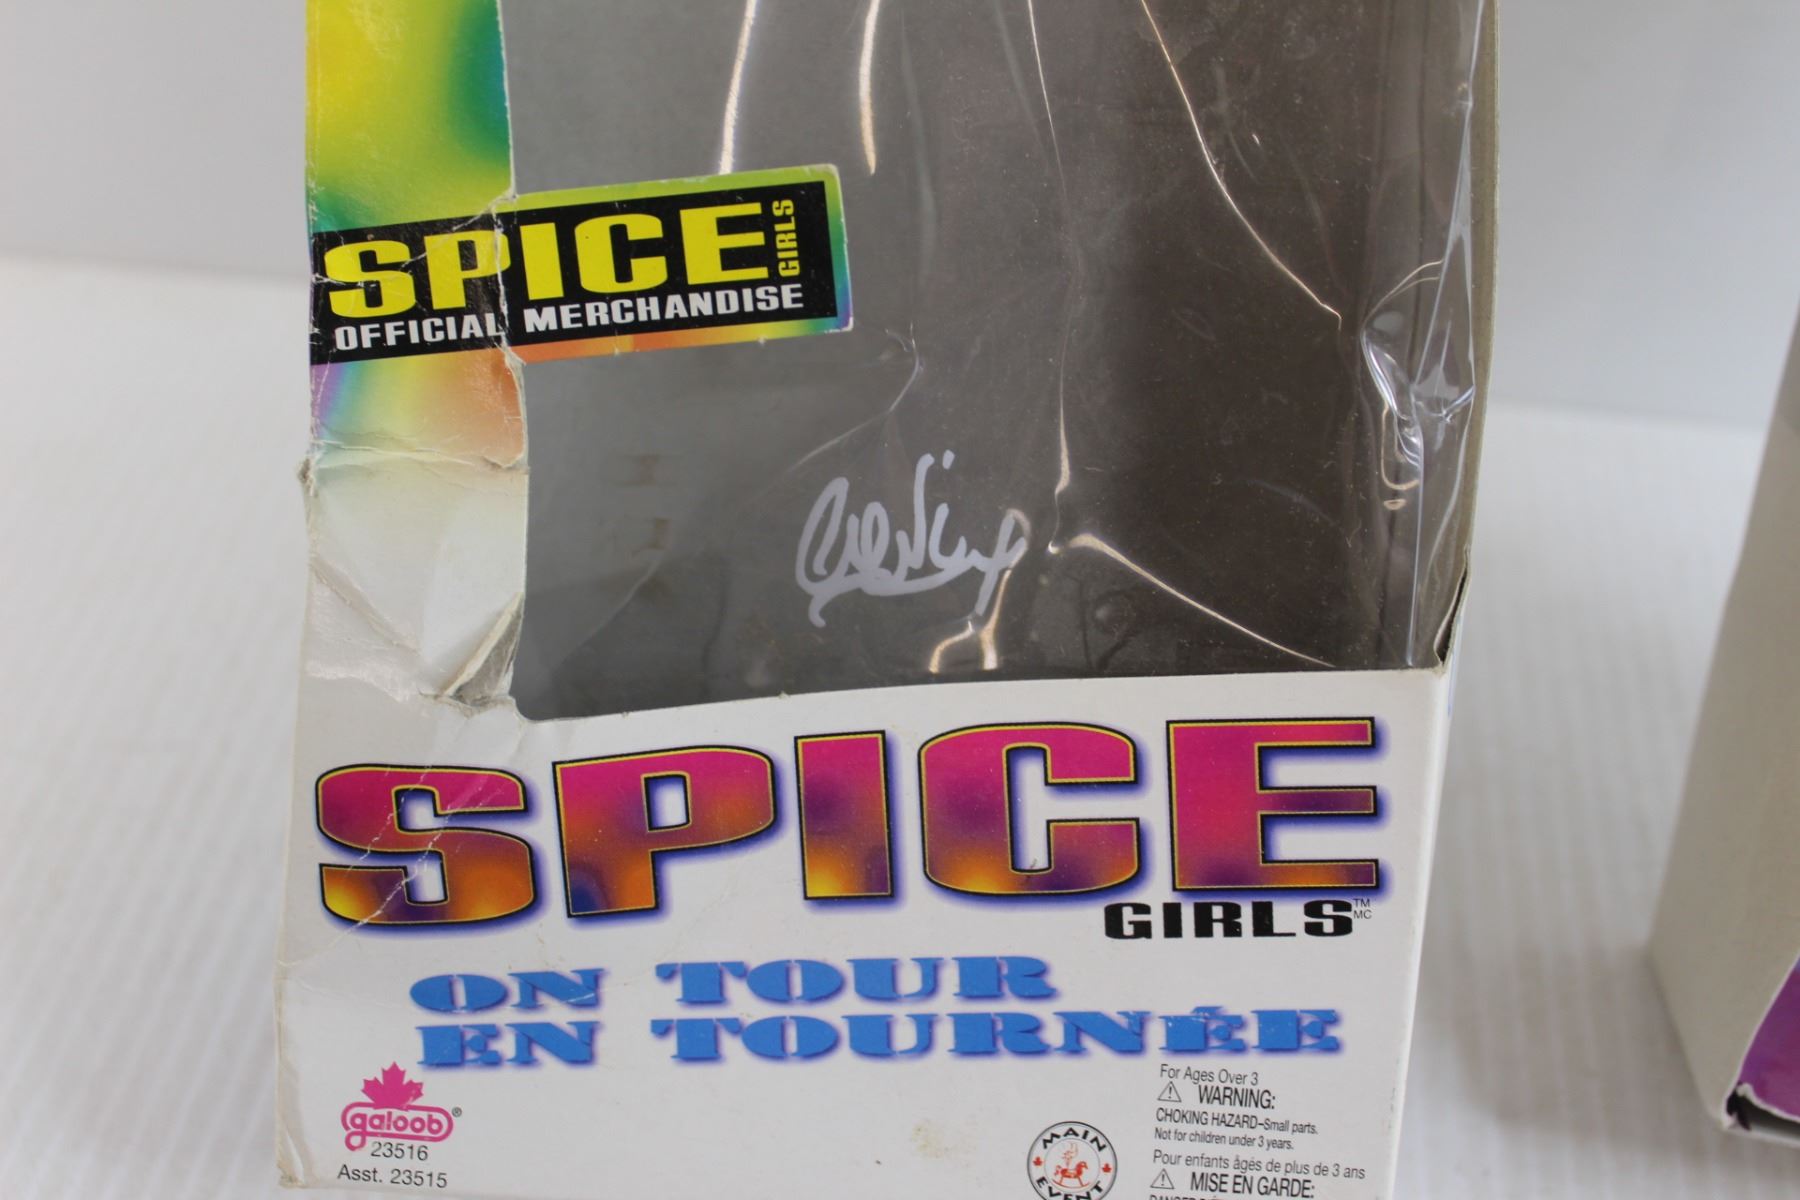 SPICE GIRLS
OFFICIAL MERCHANDISE
SPICE
GIRLS™
MC
ON TOUR
EN TOURNÉE
galoob®
23516
Asst. 23515
MAIN
EVENT
For Ages Over 3
⚠ WARNING:
CHOKING HAZARD-Small parts.
Not for children under 3 years.
Pour enfants âgés de plus de 3 ans
⚠ MISE EN GARDE: